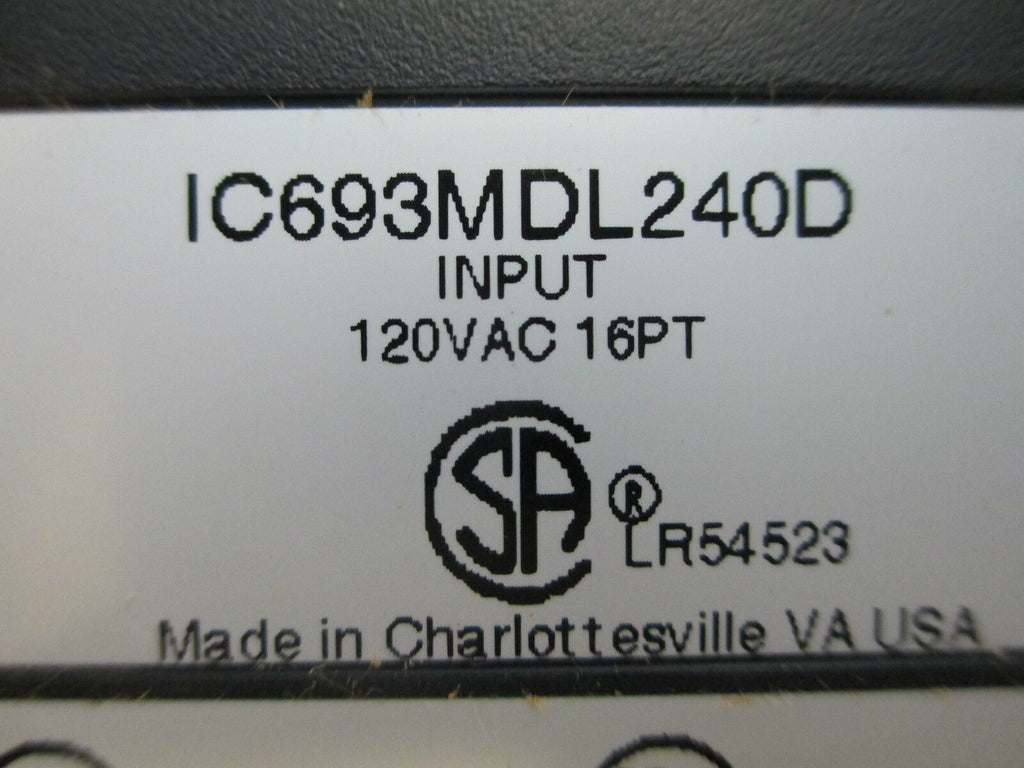 IC693MDL240D
INPUT
120VAC 16PT
SA ®
LR54523
Made in Charlottesville VA USA